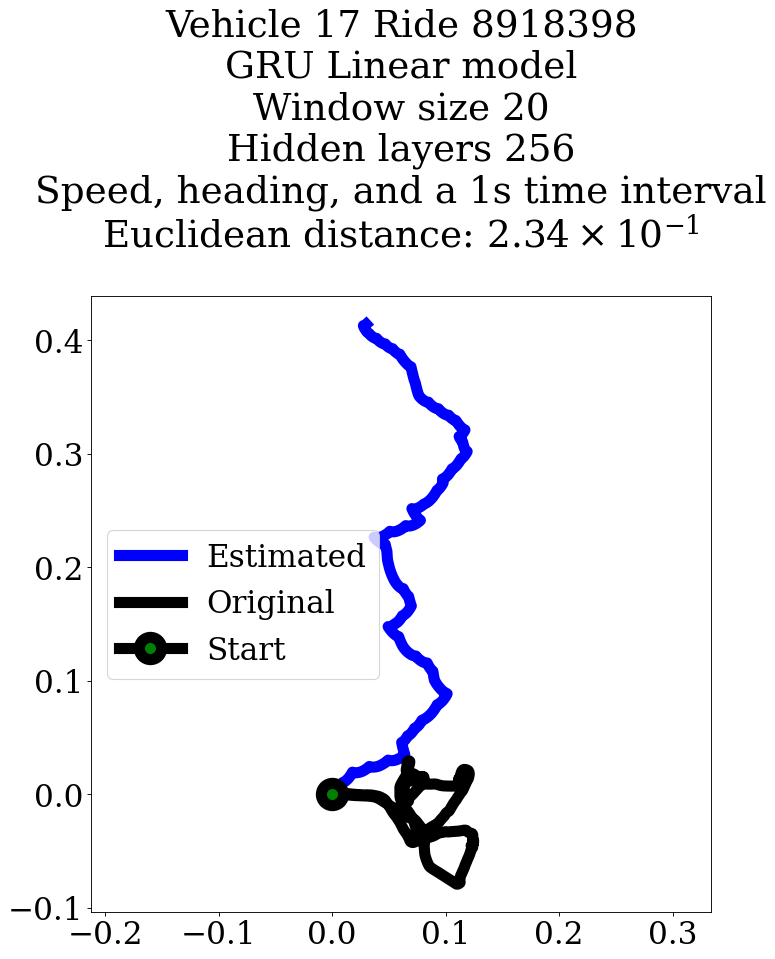 Vehicle 17 Ride 8918398
GRU Linear model
Window size 20
Hidden layers 256
Speed, heading, and a 1s time interval
Euclidean distance: 2.34 × 10⁻¹
0.4
0.3
0.2
0.1
0.0
−0.1
Estimated
Original
Start
−0.2 −0.1 0.0 0.1 0.2 0.3